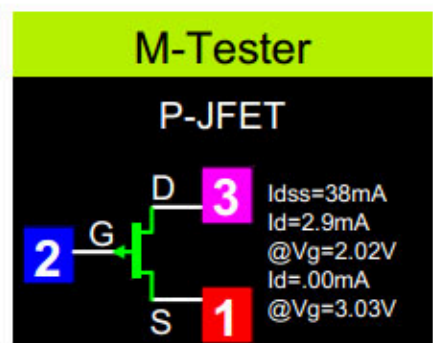 M-Tester
P-JFET
D
3
G
2
S
1
Idss=38mA
Id=2.9mA
@Vg=2.02V
Id=.00mA
@Vg=3.03V